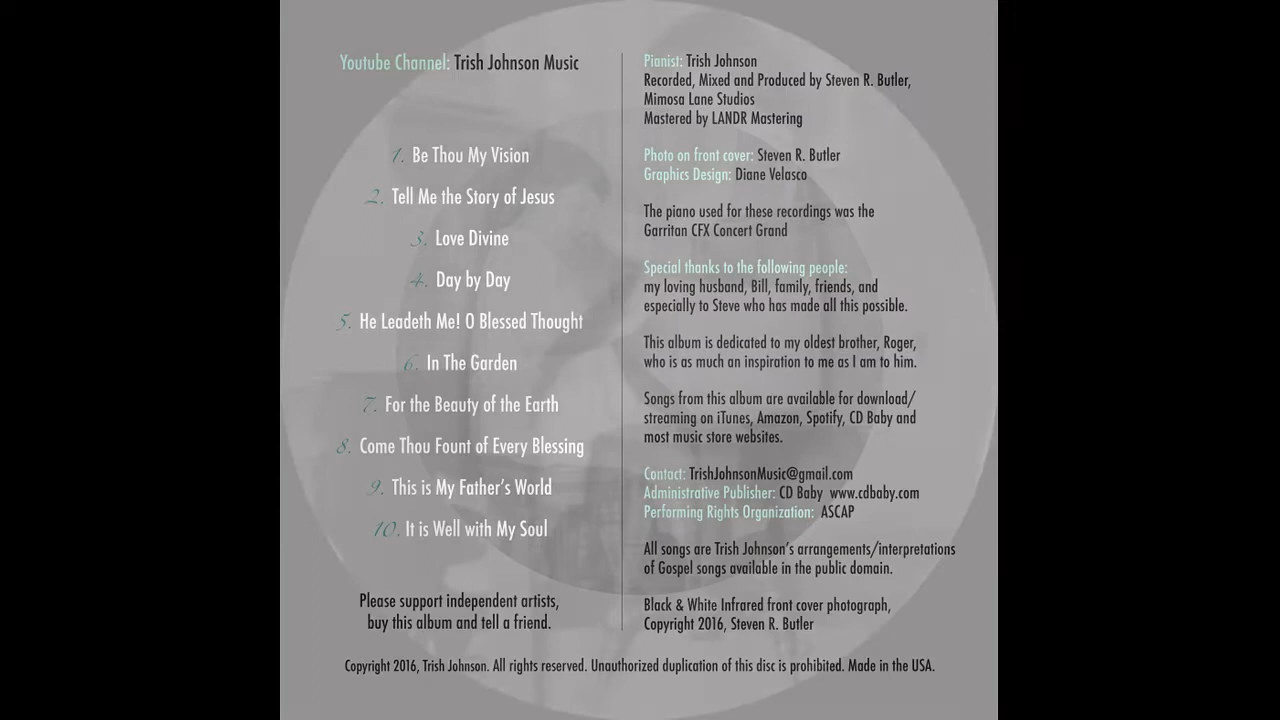 Youtube Channel: Trish Johnson Music
1. Be Thou My Vision
2. Tell Me the Story of Jesus
3. Love Divine
4. Day by Day
5. He Leadeth Me! O Blessed Thought
6. In The Garden
7. For the Beauty of the Earth
8. Come Thou Fount of Every Blessing
9. This is My Father's World
10. It is Well with My Soul
Please support independent artists,
buy this album and tell a friend.
Pianist: Trish Johnson
Recorded, Mixed and Produced by Steven R. Butler,
Mimosa Lane Studios
Mastered by LANDR Mastering
Photo on front cover: Steven R. Butler
Graphics Design: Diane Velasco
The piano used for these recordings was the
Garritan CFX Concert Grand
Special thanks to the following people:
my loving husband, Bill, family, friends, and
especially to Steve who has made all this possible.
This album is dedicated to my oldest brother, Roger,
who is as much an inspiration to me as I am to him.
Songs from this album are available for download/
streaming on iTunes, Amazon, Spotify, CD Baby and
most music store websites.
Contact: TrishJohnsonMusic@gmail.com
Administrative Publisher: CD Baby www.cdbaby.com
Performing Rights Organization: ASCAP
All songs are Trish Johnson's arrangements/interpretations
of Gospel songs available in the public domain.
Black & White Infrared front cover photograph,
Copyright 2016, Steven R. Butler
Copyright 2016, Trish Johnson. All rights reserved. Unauthorized duplication of this disc is prohibited. Made in the USA.